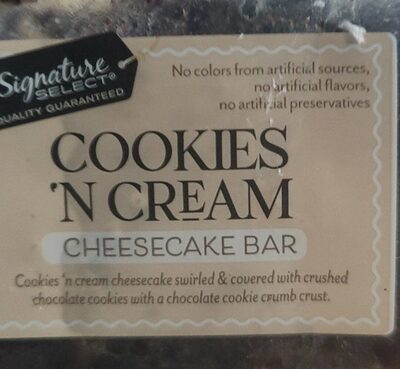 Signature
SELECT®
QUALITY GUARANTEED
No colors from artificial sources,
no artificial flavors,
no artificial preservatives
COOKIES
'N CREAM
CHEESECAKE BAR
Cookies 'n cream cheesecake swirled & covered with crushed
chocolate cookies with a chocolate cookie crumb crust.